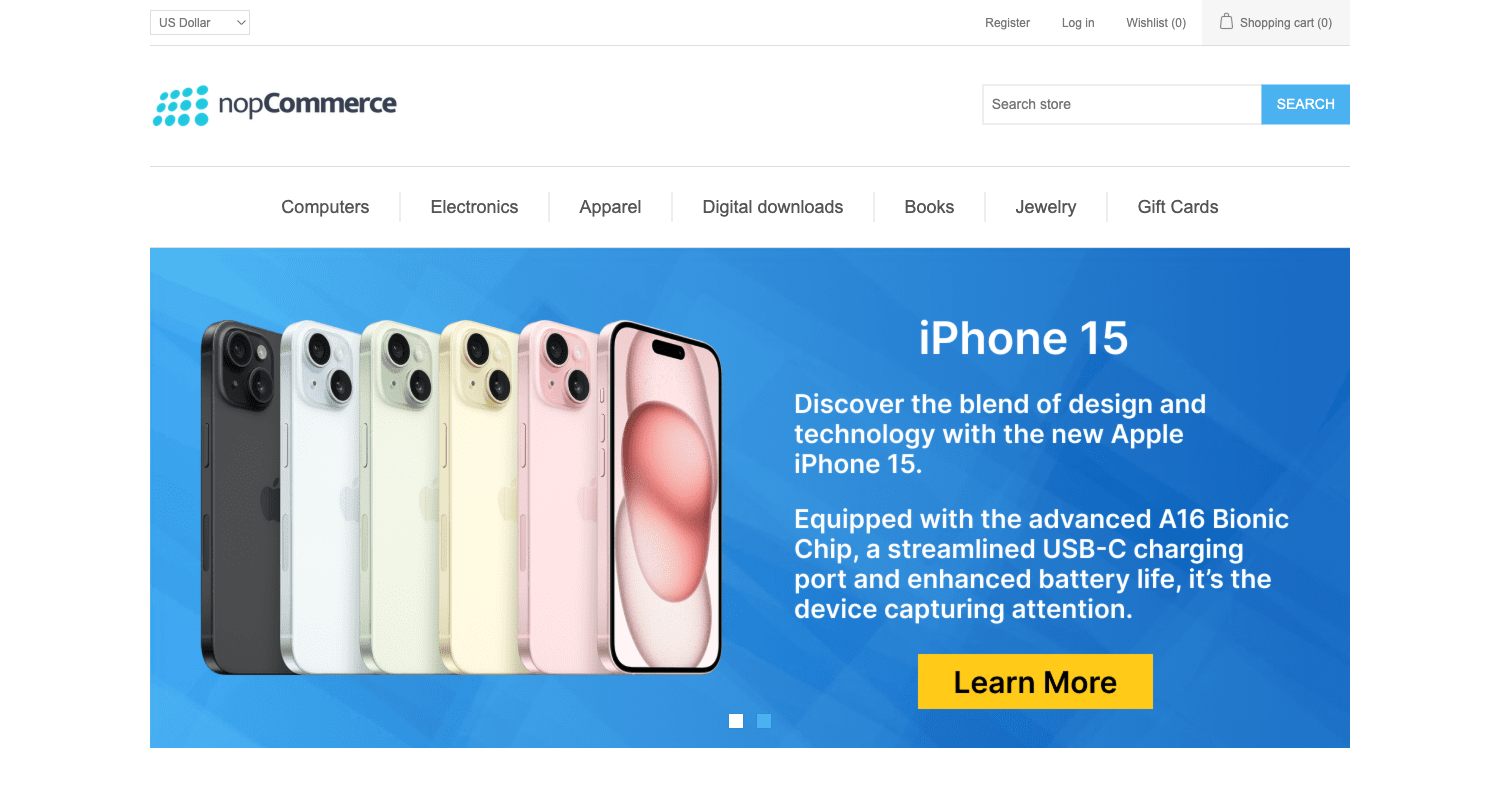 US Dollar
Register
Log in
Wishlist (0)
Shopping cart (0)
nopCommerce
Search store
SEARCH
Computers
Electronics
Apparel
Digital downloads
Books
Jewelry
Gift Cards
iPhone 15
Discover the blend of design and
technology with the new Apple
iPhone 15.
Equipped with the advanced A16 Bionic
Chip, a streamlined USB-C charging
port and enhanced battery life, it’s the
device capturing attention.
Learn More